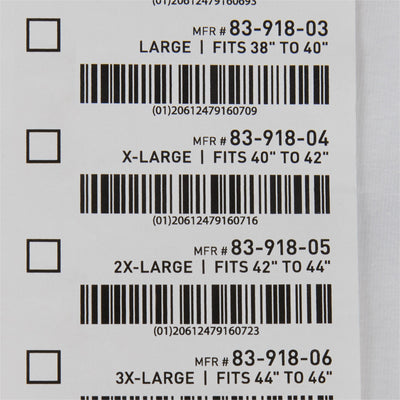 (01)20612479160693
MFR # 83-918-03
LARGE | FITS 38" TO 40"
(01)20612479160709
MFR # 83-918-04
X-LARGE | FITS 40" TO 42"
(01)20612479160716
MFR # 83-918-05
2X-LARGE | FITS 42" TO 44"
(01)20612479160723
MFR # 83-918-06
3X-LARGE | FITS 44" TO 46"